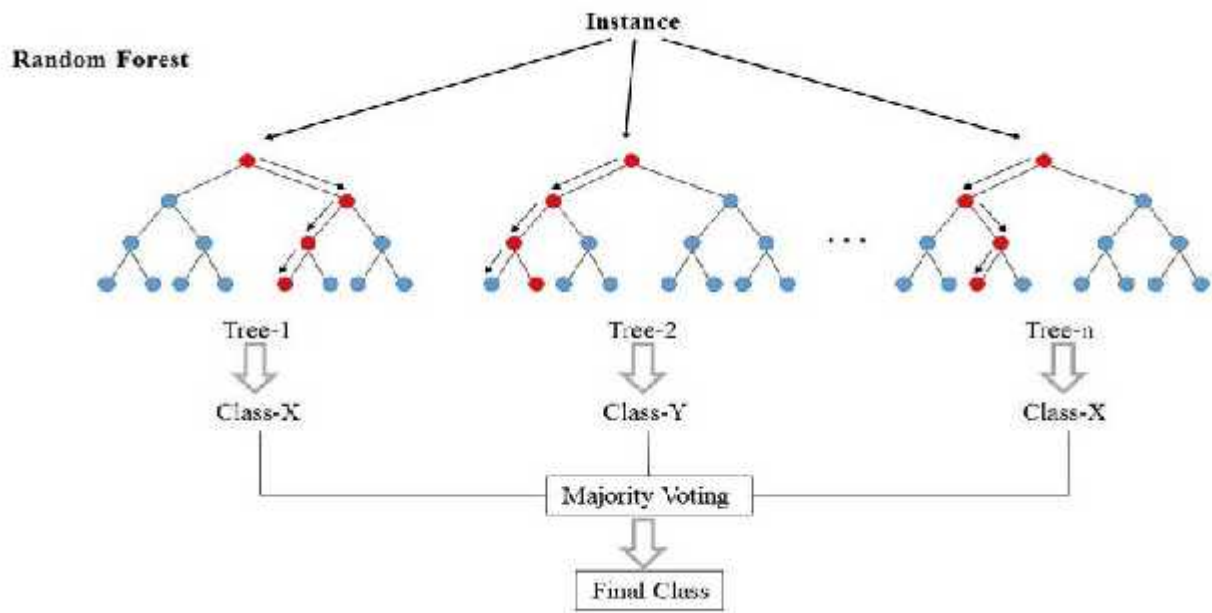 Instance
Random Forest
Tree-1
Tree-2
...
Tree-n
Class-X
Class-Y
Class-X
Majority Voting
Final Class